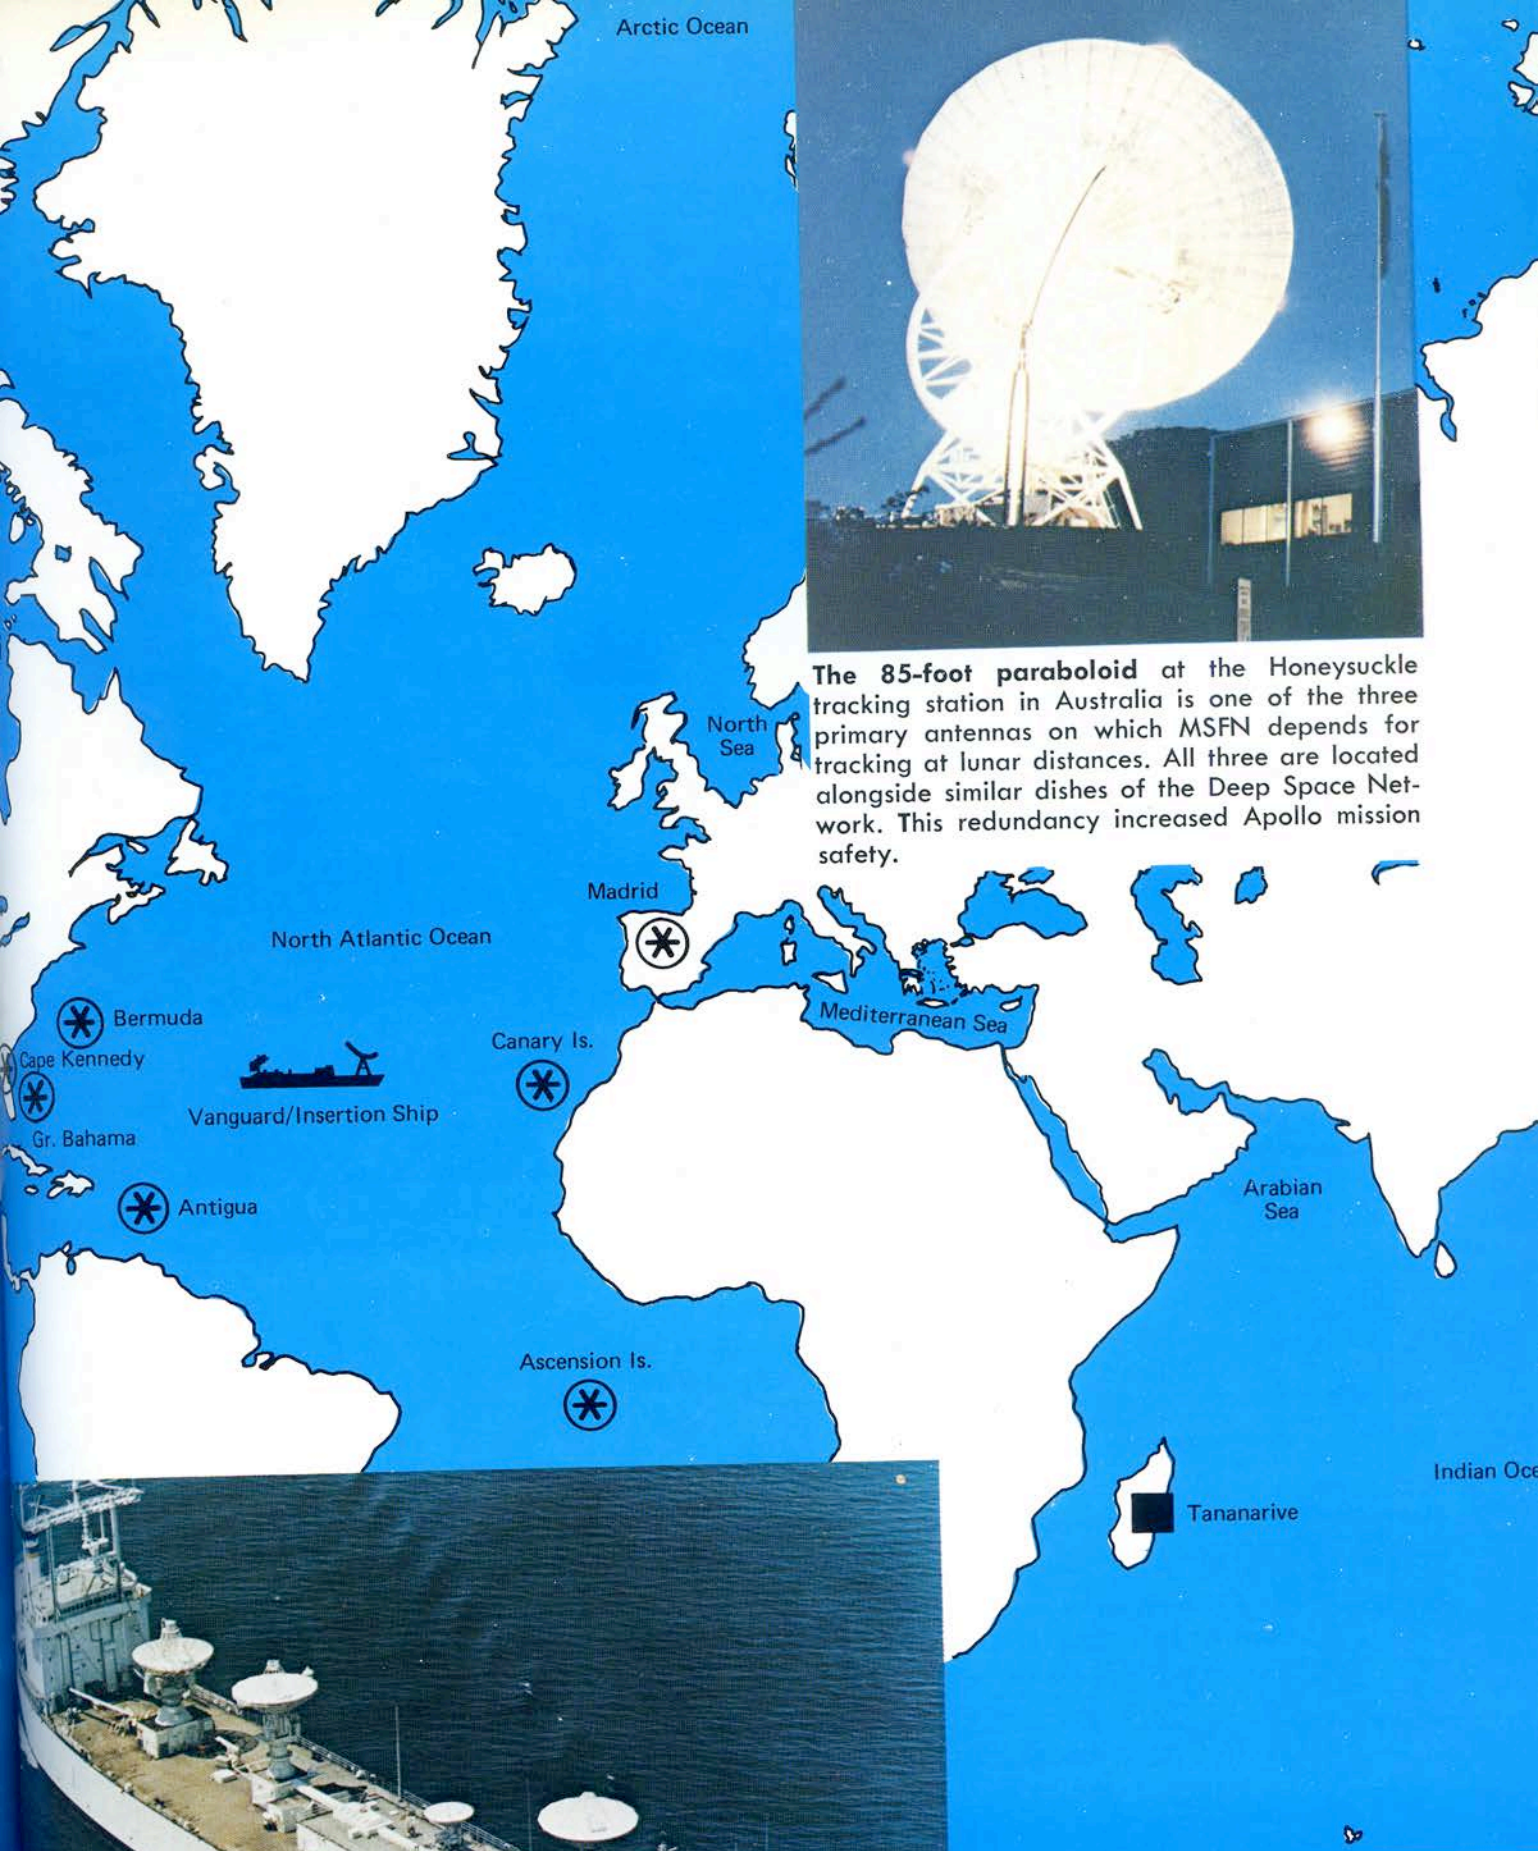 Arctic Ocean
The 85-foot paraboloid at the Honeysuckle
tracking station in Australia is one of the three
primary antennas on which MSFN depends for
tracking at lunar distances. All three are located
alongside similar dishes of the Deep Space Net-
work. This redundancy increased Apollo mission
safety.
North
Sea
Madrid
North Atlantic Ocean
Bermuda
Mediterranean Sea
Canary Is.
Cape Kennedy
Vanguard/Insertion Ship
Gr. Bahama
Antigua
Arabian
Sea
Ascension Is.
Indian Oce
Tananarive